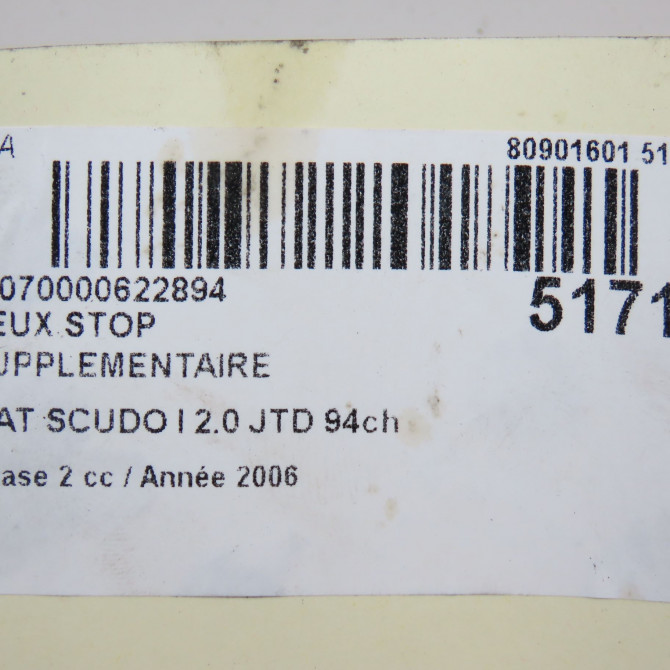 A 80901601 51
070000622894
5171
EUX STOP
UPPLEMENTAIRE
AT SCUDO I 2.0 JTD 94ch
ase 2 cc / Année 2006